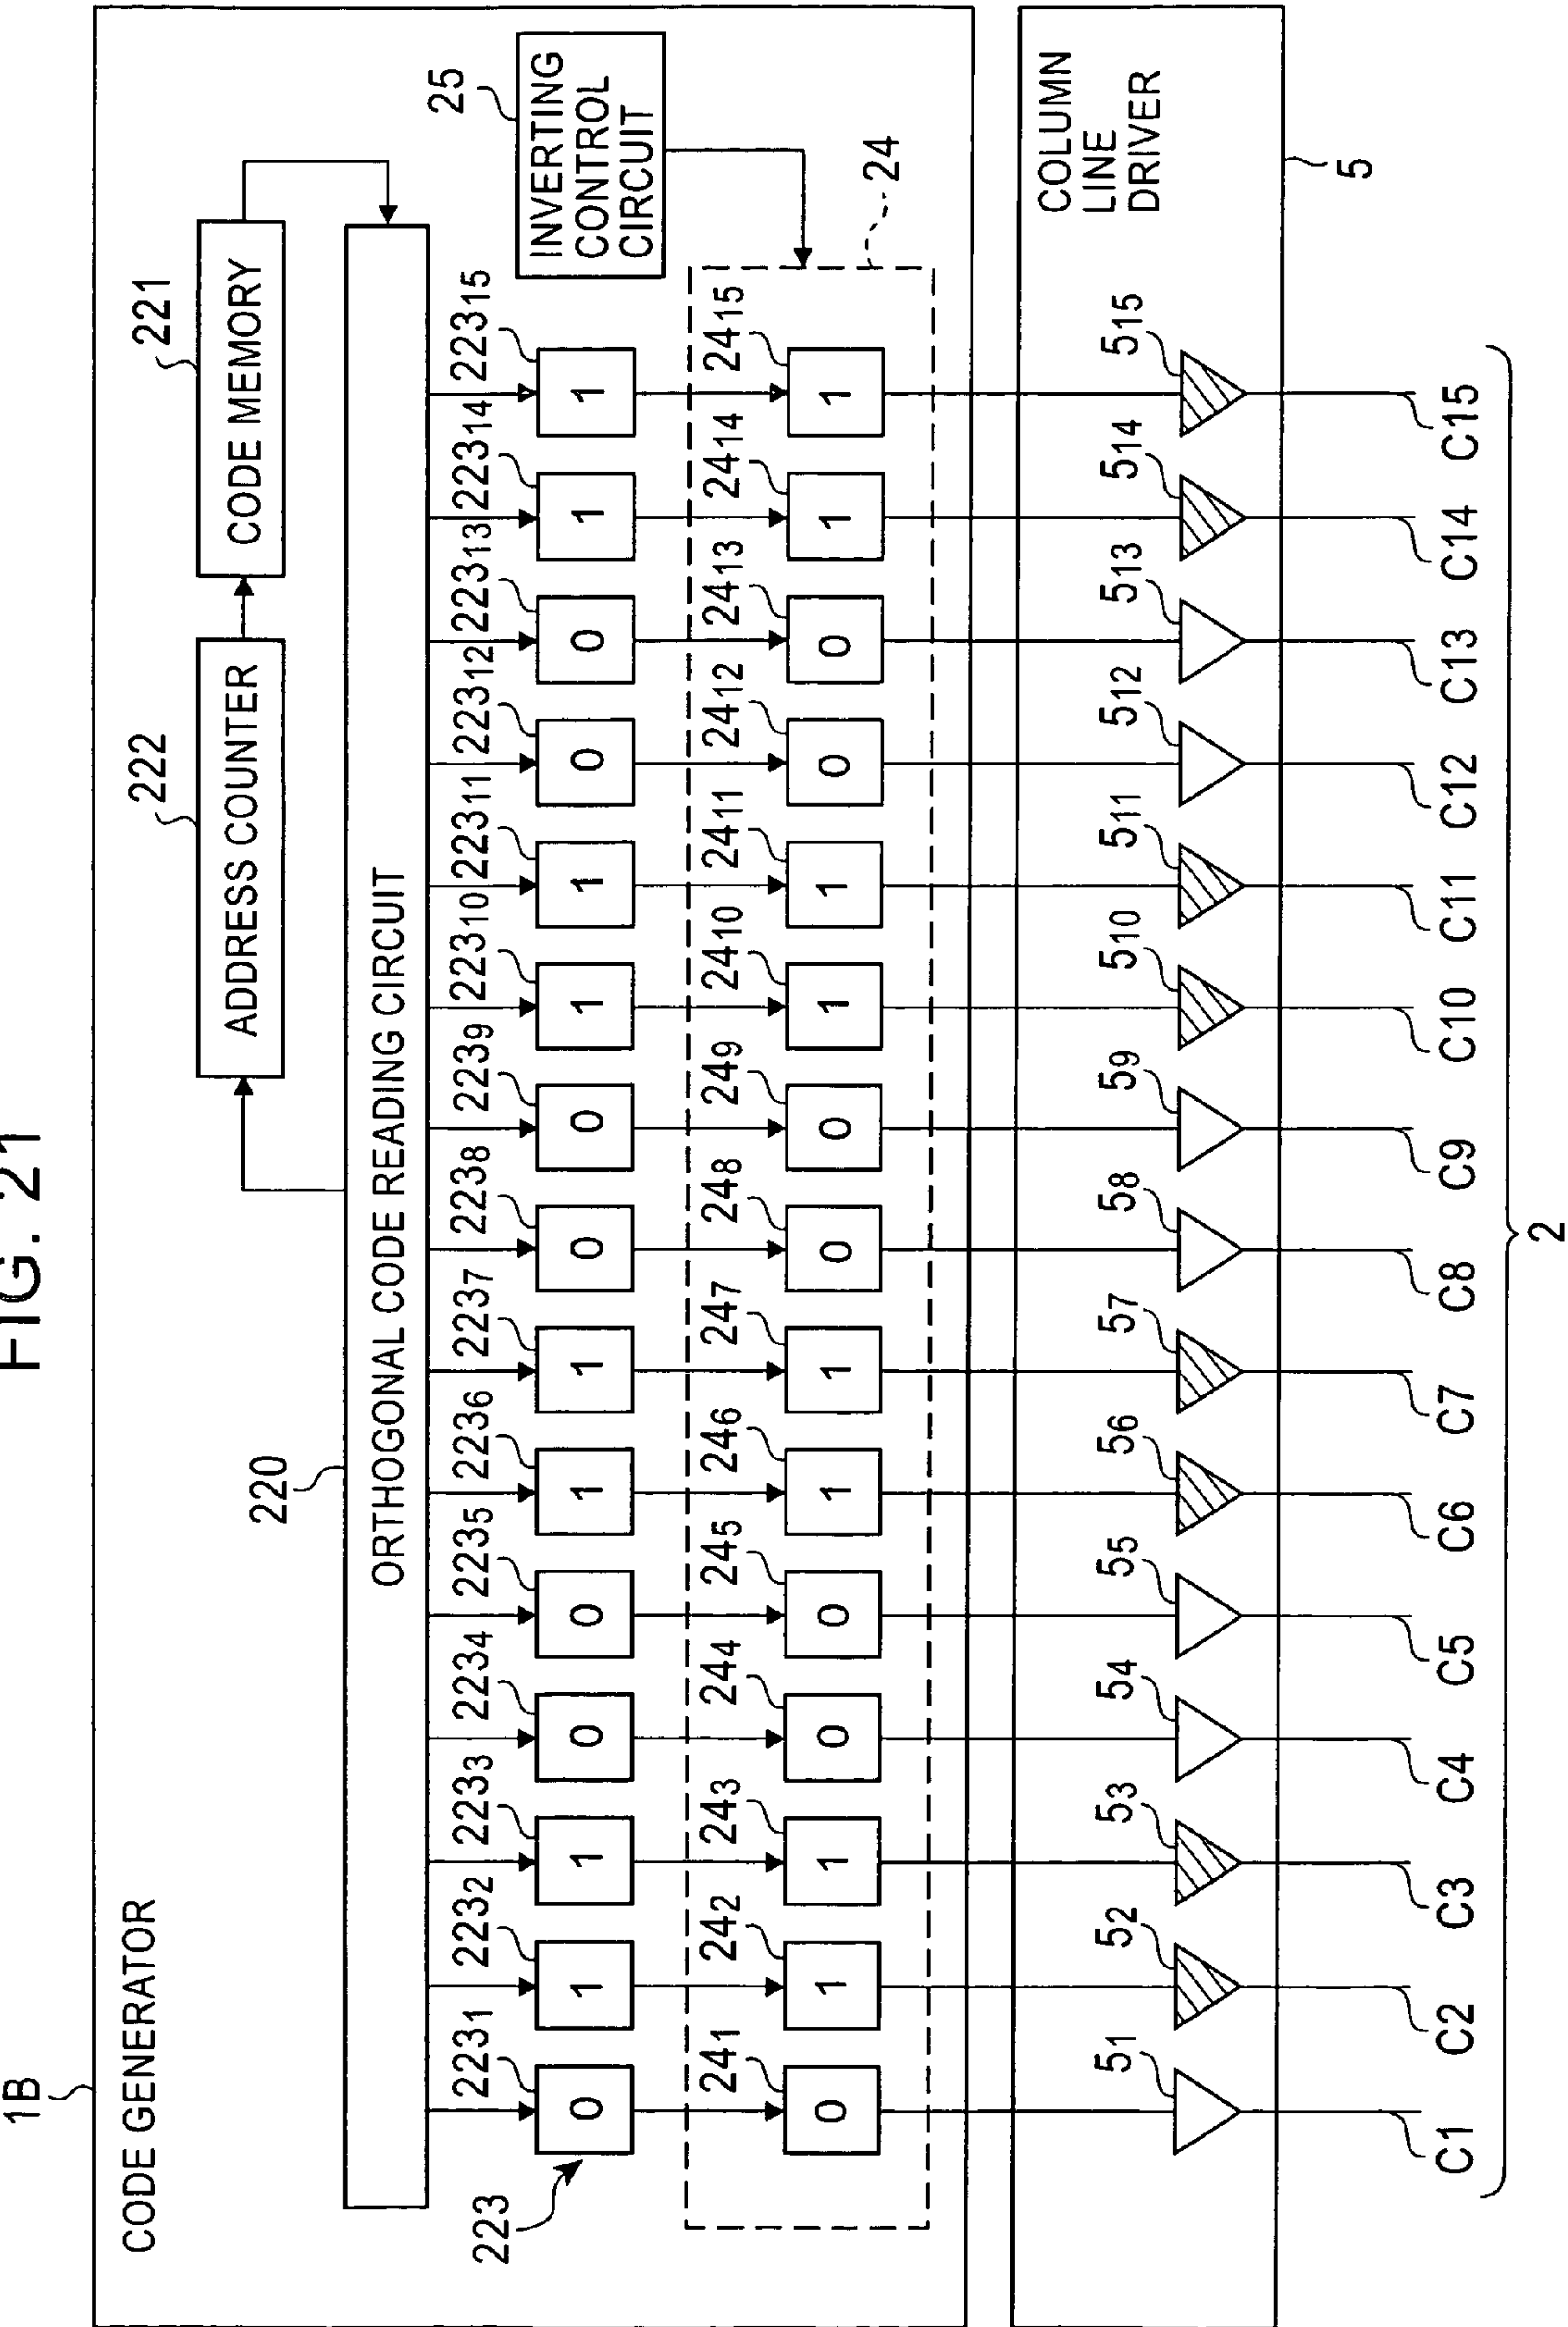 FIG. 21
1B
CODE GENERATOR
222
221
ADDRESS COUNTER
CODE MEMORY
220
ORTHOGONAL CODE READING CIRCUIT
25
INVERTING
CONTROL
CIRCUIT
223
223₁ 223₂ 223₃ 223₄ 223₅ 223₆ 223₇ 223₈ 223₉ 223₁₀ 223₁₁ 223₁₂ 223₁₃ 223₁₄ 223₁₅
0 1 1 0 0 1 1 0 0 1 1 0 0 1 1
24
24₁ 24₂ 24₃ 24₄ 24₅ 24₆ 24₇ 24₈ 24₉ 24₁₀ 24₁₁ 24₁₂ 24₁₃ 24₁₄ 24₁₅
0 1 1 0 0 1 1 0 0 1 1 0 0 1 1
COLUMN
LINE
DRIVER
5₁ 5₂ 5₃ 5₄ 5₅ 5₆ 5₇ 5₈ 5₉ 5₁₀ 5₁₁ 5₁₂ 5₁₃ 5₁₄ 5₁₅
5
C1 C2 C3 C4 C5 C6 C7 C8 C9 C10 C11 C12 C13 C14 C15
2